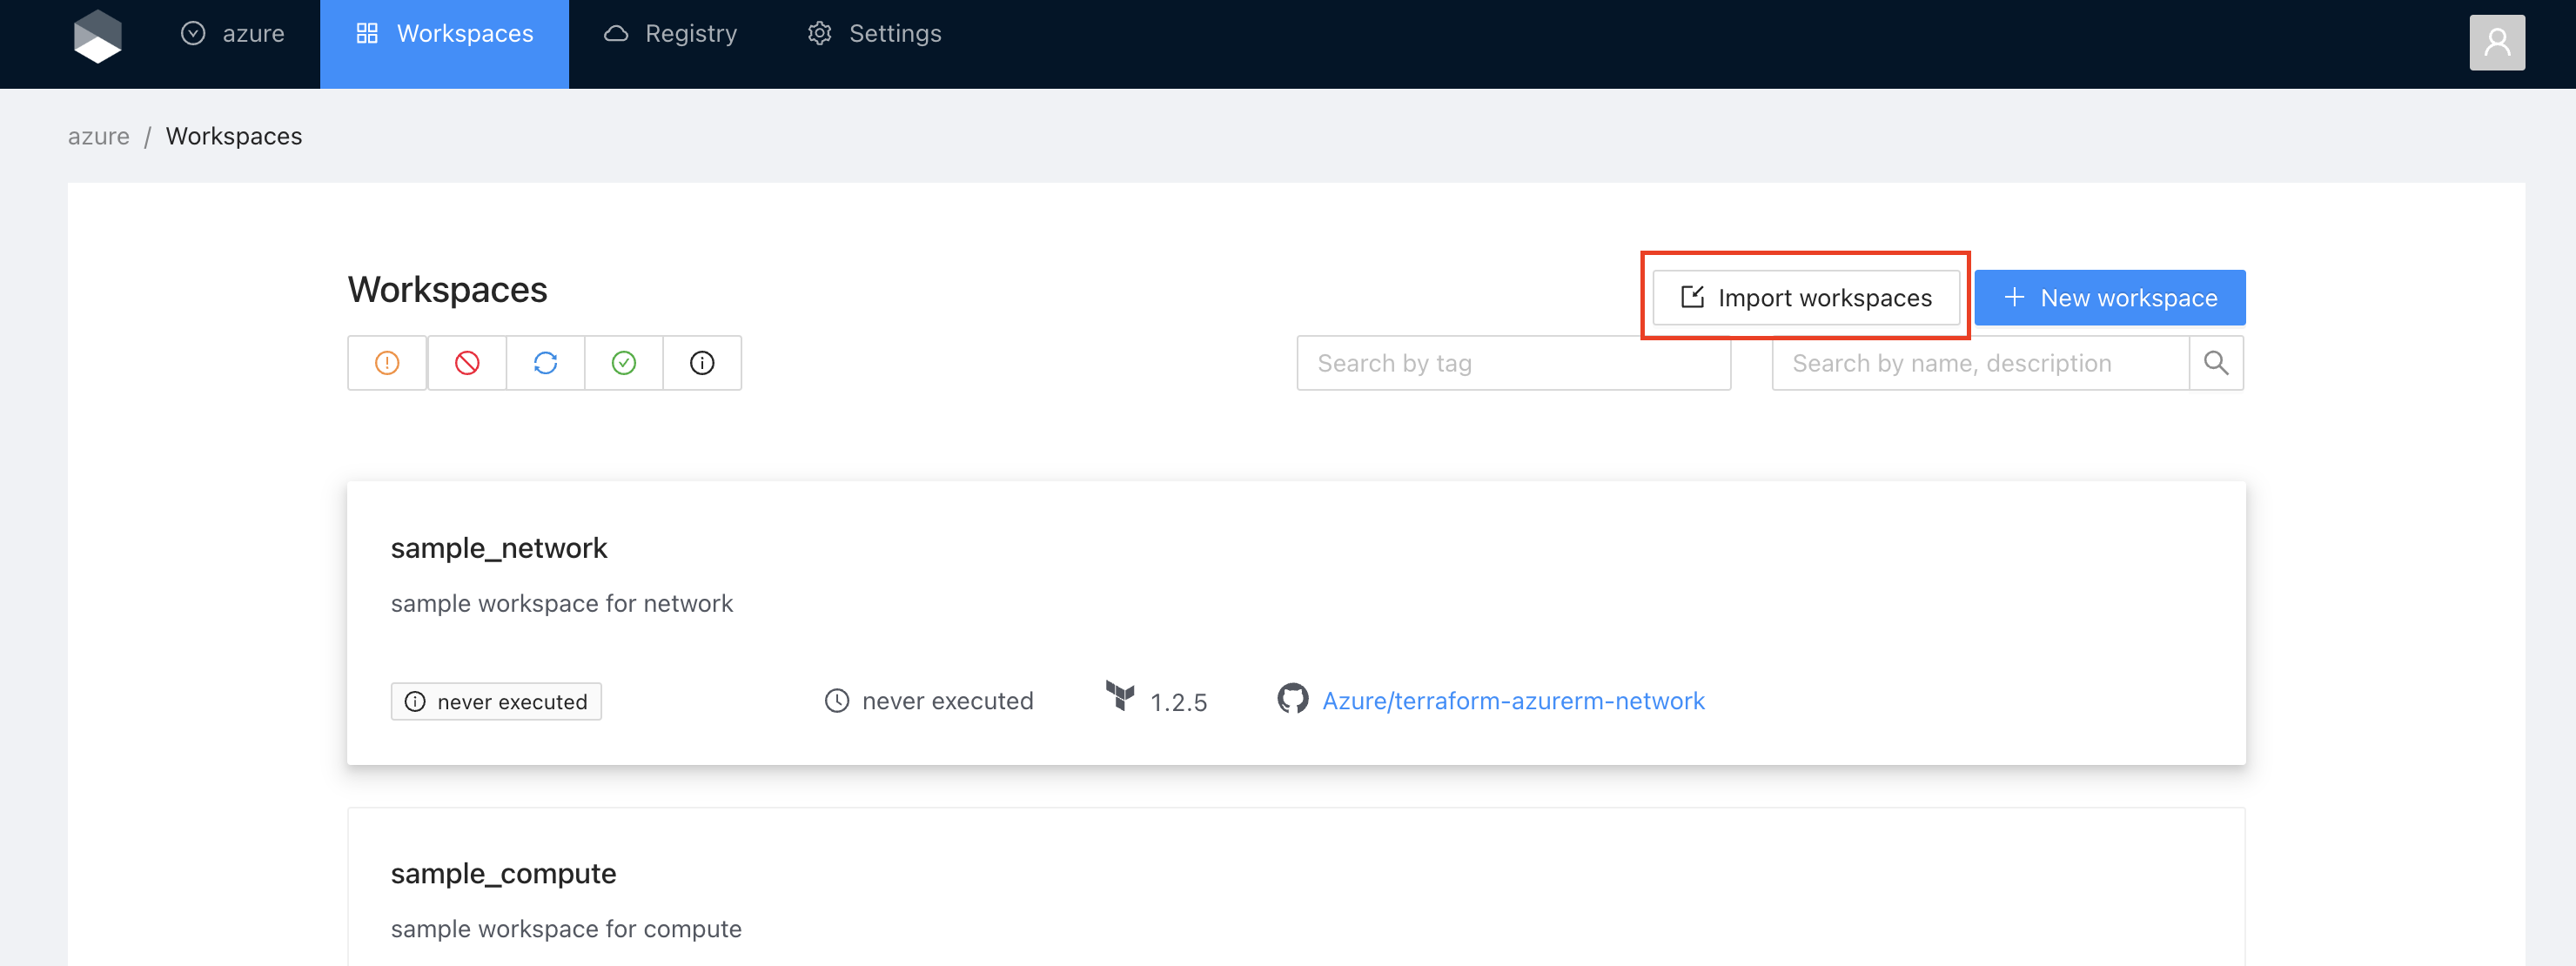 azure Workspaces Registry Settings
azure / Workspaces
Workspaces
Import workspaces
New workspace
Search by tag
Search by name, description
sample_network
sample workspace for network
never executed
never executed
1.2.5
Azure/terraform-azurerm-network
sample_compute
sample workspace for compute